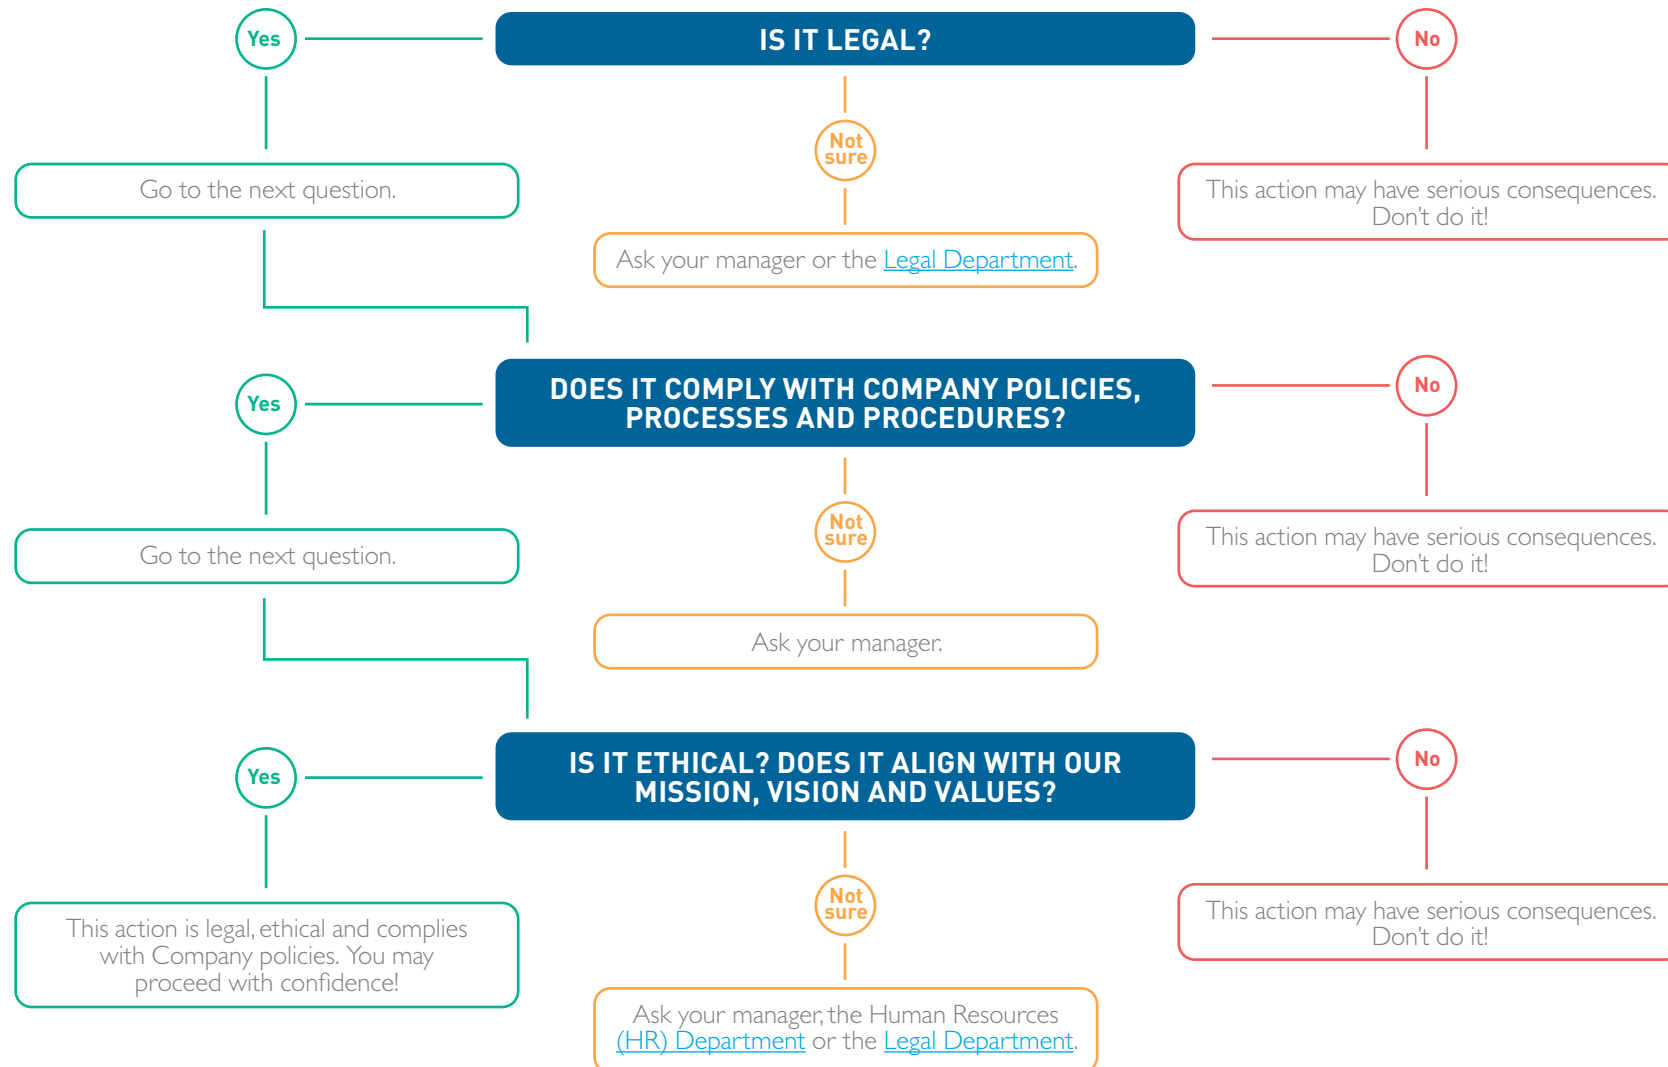 Yes
IS IT LEGAL?
No
Not
sure
Go to the next question.
This action may have serious consequences.
Don't do it!
Ask your manager or the Legal Department.
Yes
DOES IT COMPLY WITH COMPANY POLICIES,
PROCESSES AND PROCEDURES?
No
Not
sure
Go to the next question.
This action may have serious consequences.
Don't do it!
Ask your manager.
Yes
IS IT ETHICAL? DOES IT ALIGN WITH OUR
MISSION, VISION AND VALUES?
No
Not
sure
This action is legal, ethical and complies
with Company policies. You may
proceed with confidence!
This action may have serious consequences.
Don't do it!
Ask your manager, the Human Resources
(HR) Department or the Legal Department.